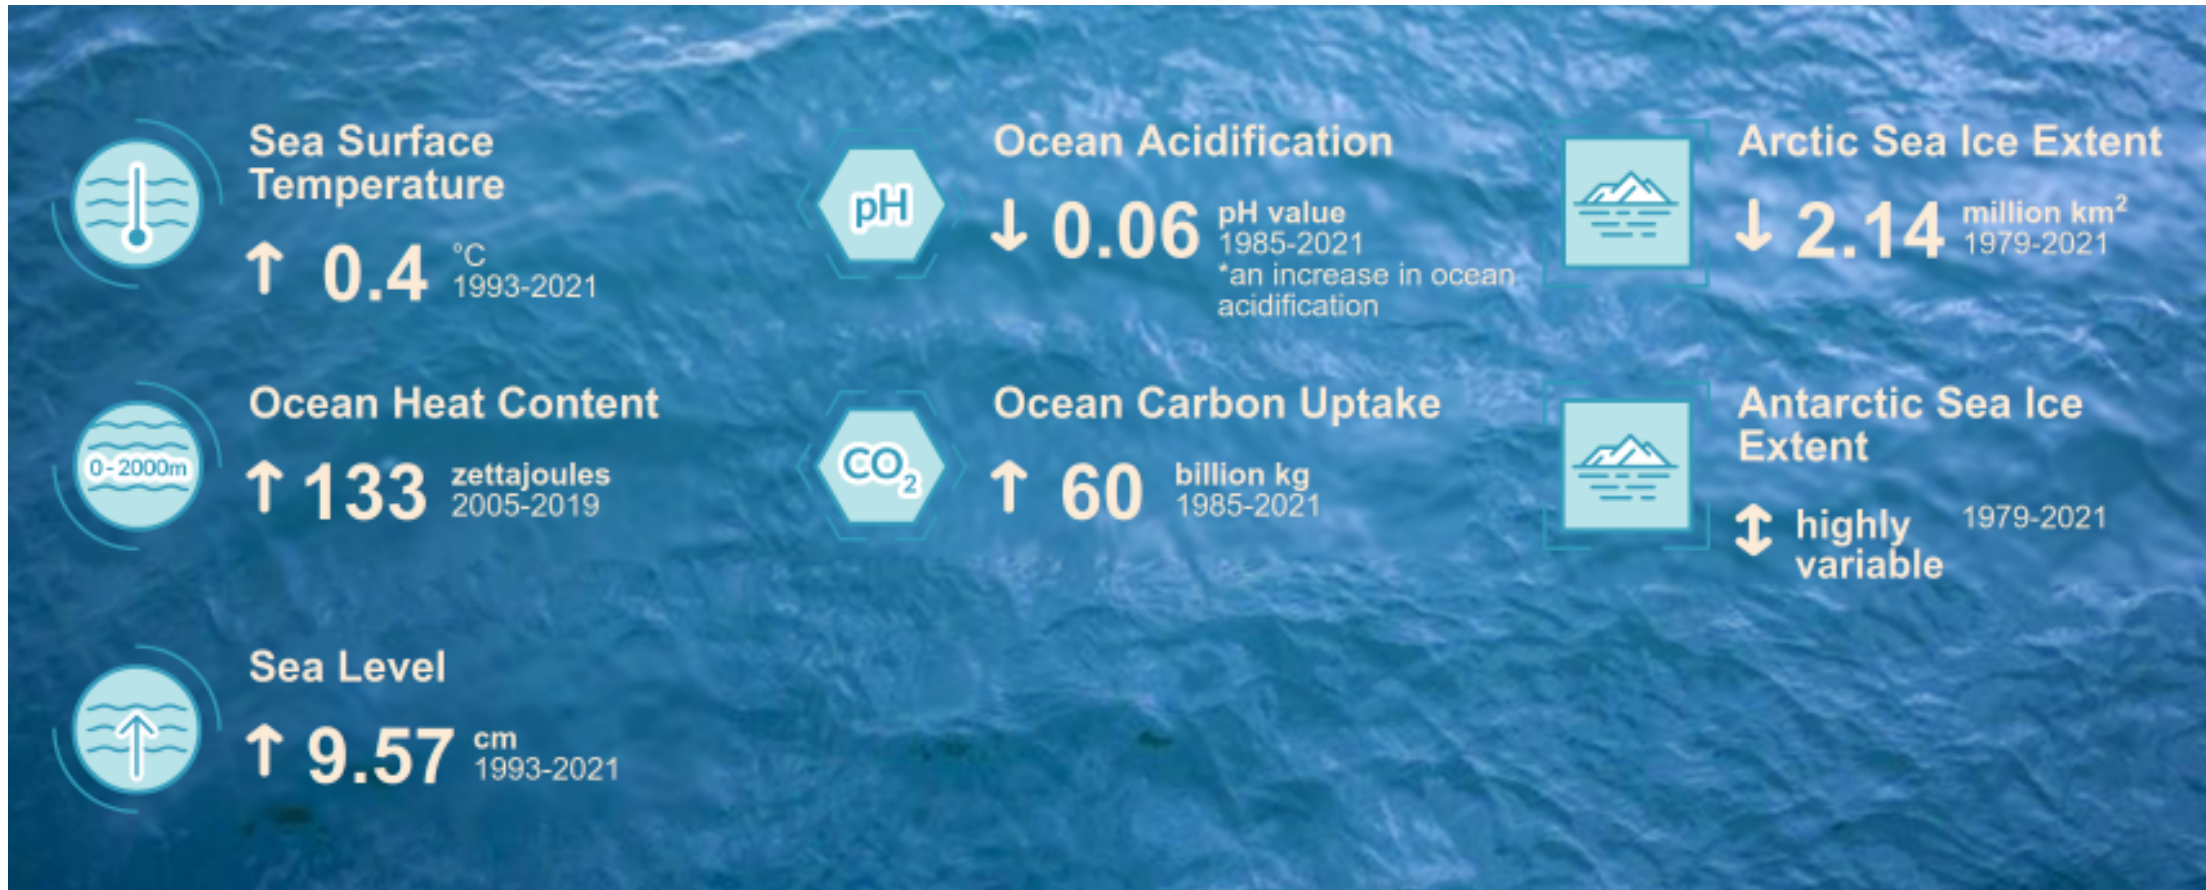 Sea Surface
Temperature
↑ 0.4 °C
1993-2021
Ocean Heat Content
0-2000m
↑ 133 zettajoules
2005-2019
Sea Level
↑ 9.57 cm
1993-2021
Ocean Acidification
pH
↓ 0.06 pH value
1985-2021
*an increase in ocean
acidification
Ocean Carbon Uptake
CO₂
↑ 60 billion kg
1985-2021
Arctic Sea Ice Extent
↓ 2.14 million km²
1979-2021
Antarctic Sea Ice
Extent
↕ highly
variable
1979-2021